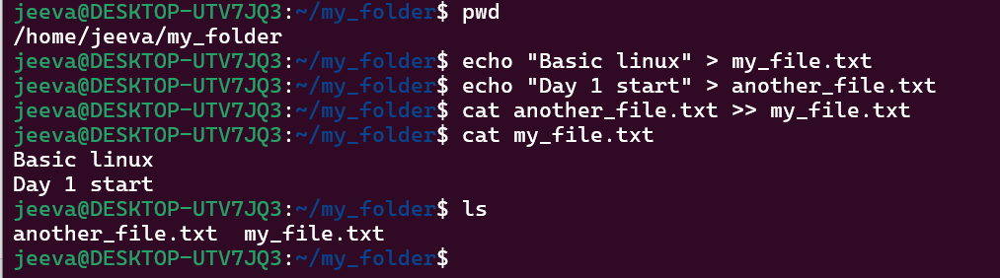 jeeva@DESKTOP-UTV7JQ3:~/my_folder$ pwd
/home/jeeva/my_folder
jeeva@DESKTOP-UTV7JQ3:~/my_folder$ echo "Basic linux" > my_file.txt
jeeva@DESKTOP-UTV7JQ3:~/my_folder$ echo "Day 1 start" > another_file.txt
jeeva@DESKTOP-UTV7JQ3:~/my_folder$ cat another_file.txt >> my_file.txt
jeeva@DESKTOP-UTV7JQ3:~/my_folder$ cat my_file.txt
Basic linux
Day 1 start
jeeva@DESKTOP-UTV7JQ3:~/my_folder$ ls
another_file.txt  my_file.txt
jeeva@DESKTOP-UTV7JQ3:~/my_folder$